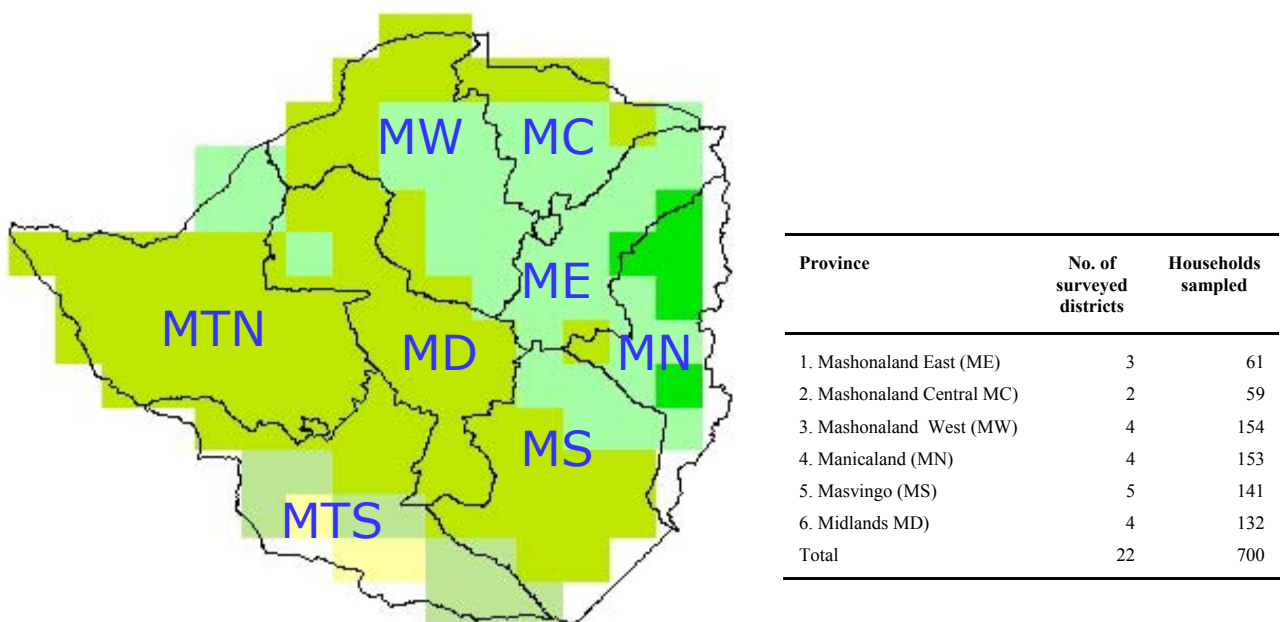 MW
MC
ME
MTN
MD
MN
MS
MTS
Province No. of surveyed districts Households sampled
1. Mashonaland East (ME) 3 61
2. Mashonaland Central MC) 2 59
3. Mashonaland West (MW) 4 154
4. Manicaland (MN) 4 153
5. Masvingo (MS) 5 141
6. Midlands MD) 4 132
Total 22 700